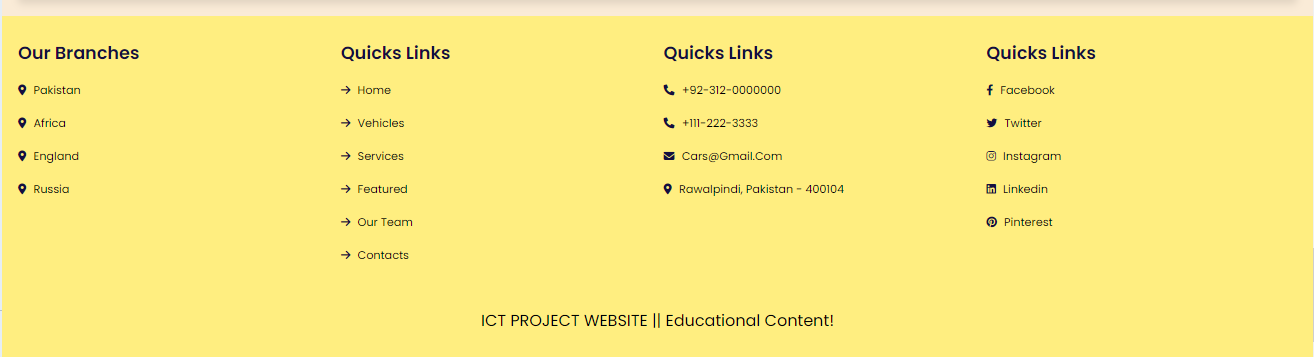 Our Branches
Pakistan
Africa
England
Russia
Quicks Links
Home
Vehicles
Services
Featured
Our Team
Contacts
Quicks Links
+92-312-0000000
+111-222-3333
Cars@Gmail.Com
Rawalpindi, Pakistan - 400104
Quicks Links
Facebook
Twitter
Instagram
Linkedin
Pinterest
ICT PROJECT WEBSITE || Educational Content!